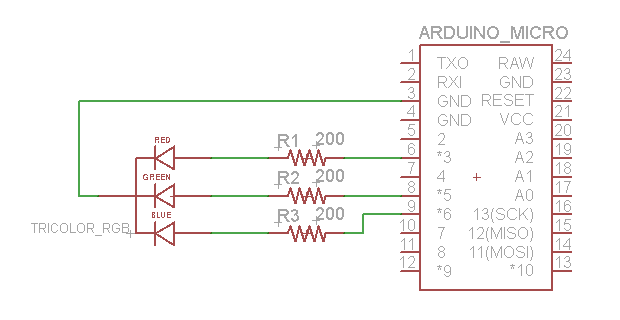 ARDUINO_MICRO
1 TXO RAW 24
2 RXI GND 23
3 GND RESET 22
4 GND VCC 21
5 2 A3 20
6 *3 A2 19
7 4 A1 18
8 *5 A0 17
9 *6 13(SCK) 16
10 7 12(MISO) 15
11 8 11(MOSI) 14
12 *9 *10 13
RED R1 200
GREEN R2 200
BLUE R3 200
TRICOLOR_RGB